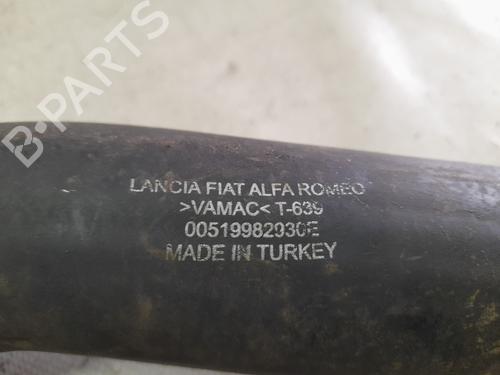 B-PARTS
LANCIA FIAT ALFA ROMEO
>VAMAC< T-639
00519982930E
MADE IN TURKEY